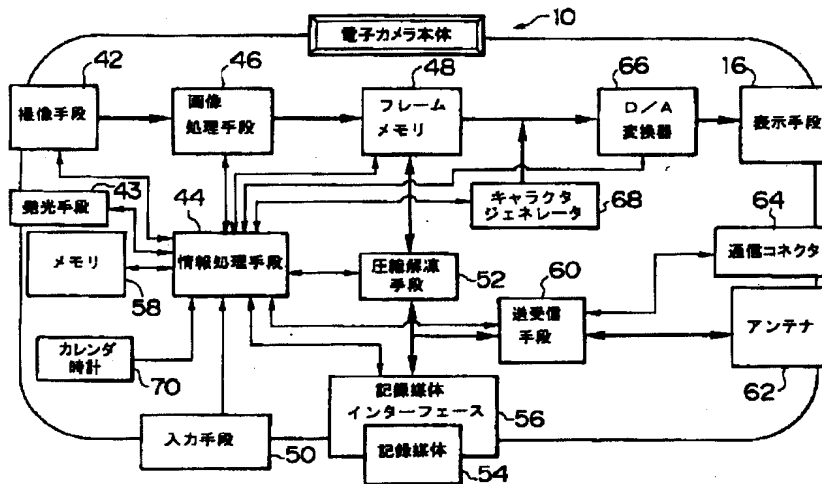 電子カメラ本体
10
42
46
48
66
16
撮像手段
画像
処理手段
フレーム
メモリ
D/A
変換器
表示手段
43
発光手段
44
キャラクタ
ジェネレータ
68
64
メモリ
58
情報処理手段
圧縮解凍
手段
52
60
送受信
手段
通信コネクタ
アンテナ
62
カレンダ
時計
70
入力手段
50
記録媒体
インターフェース
56
記録媒体
54